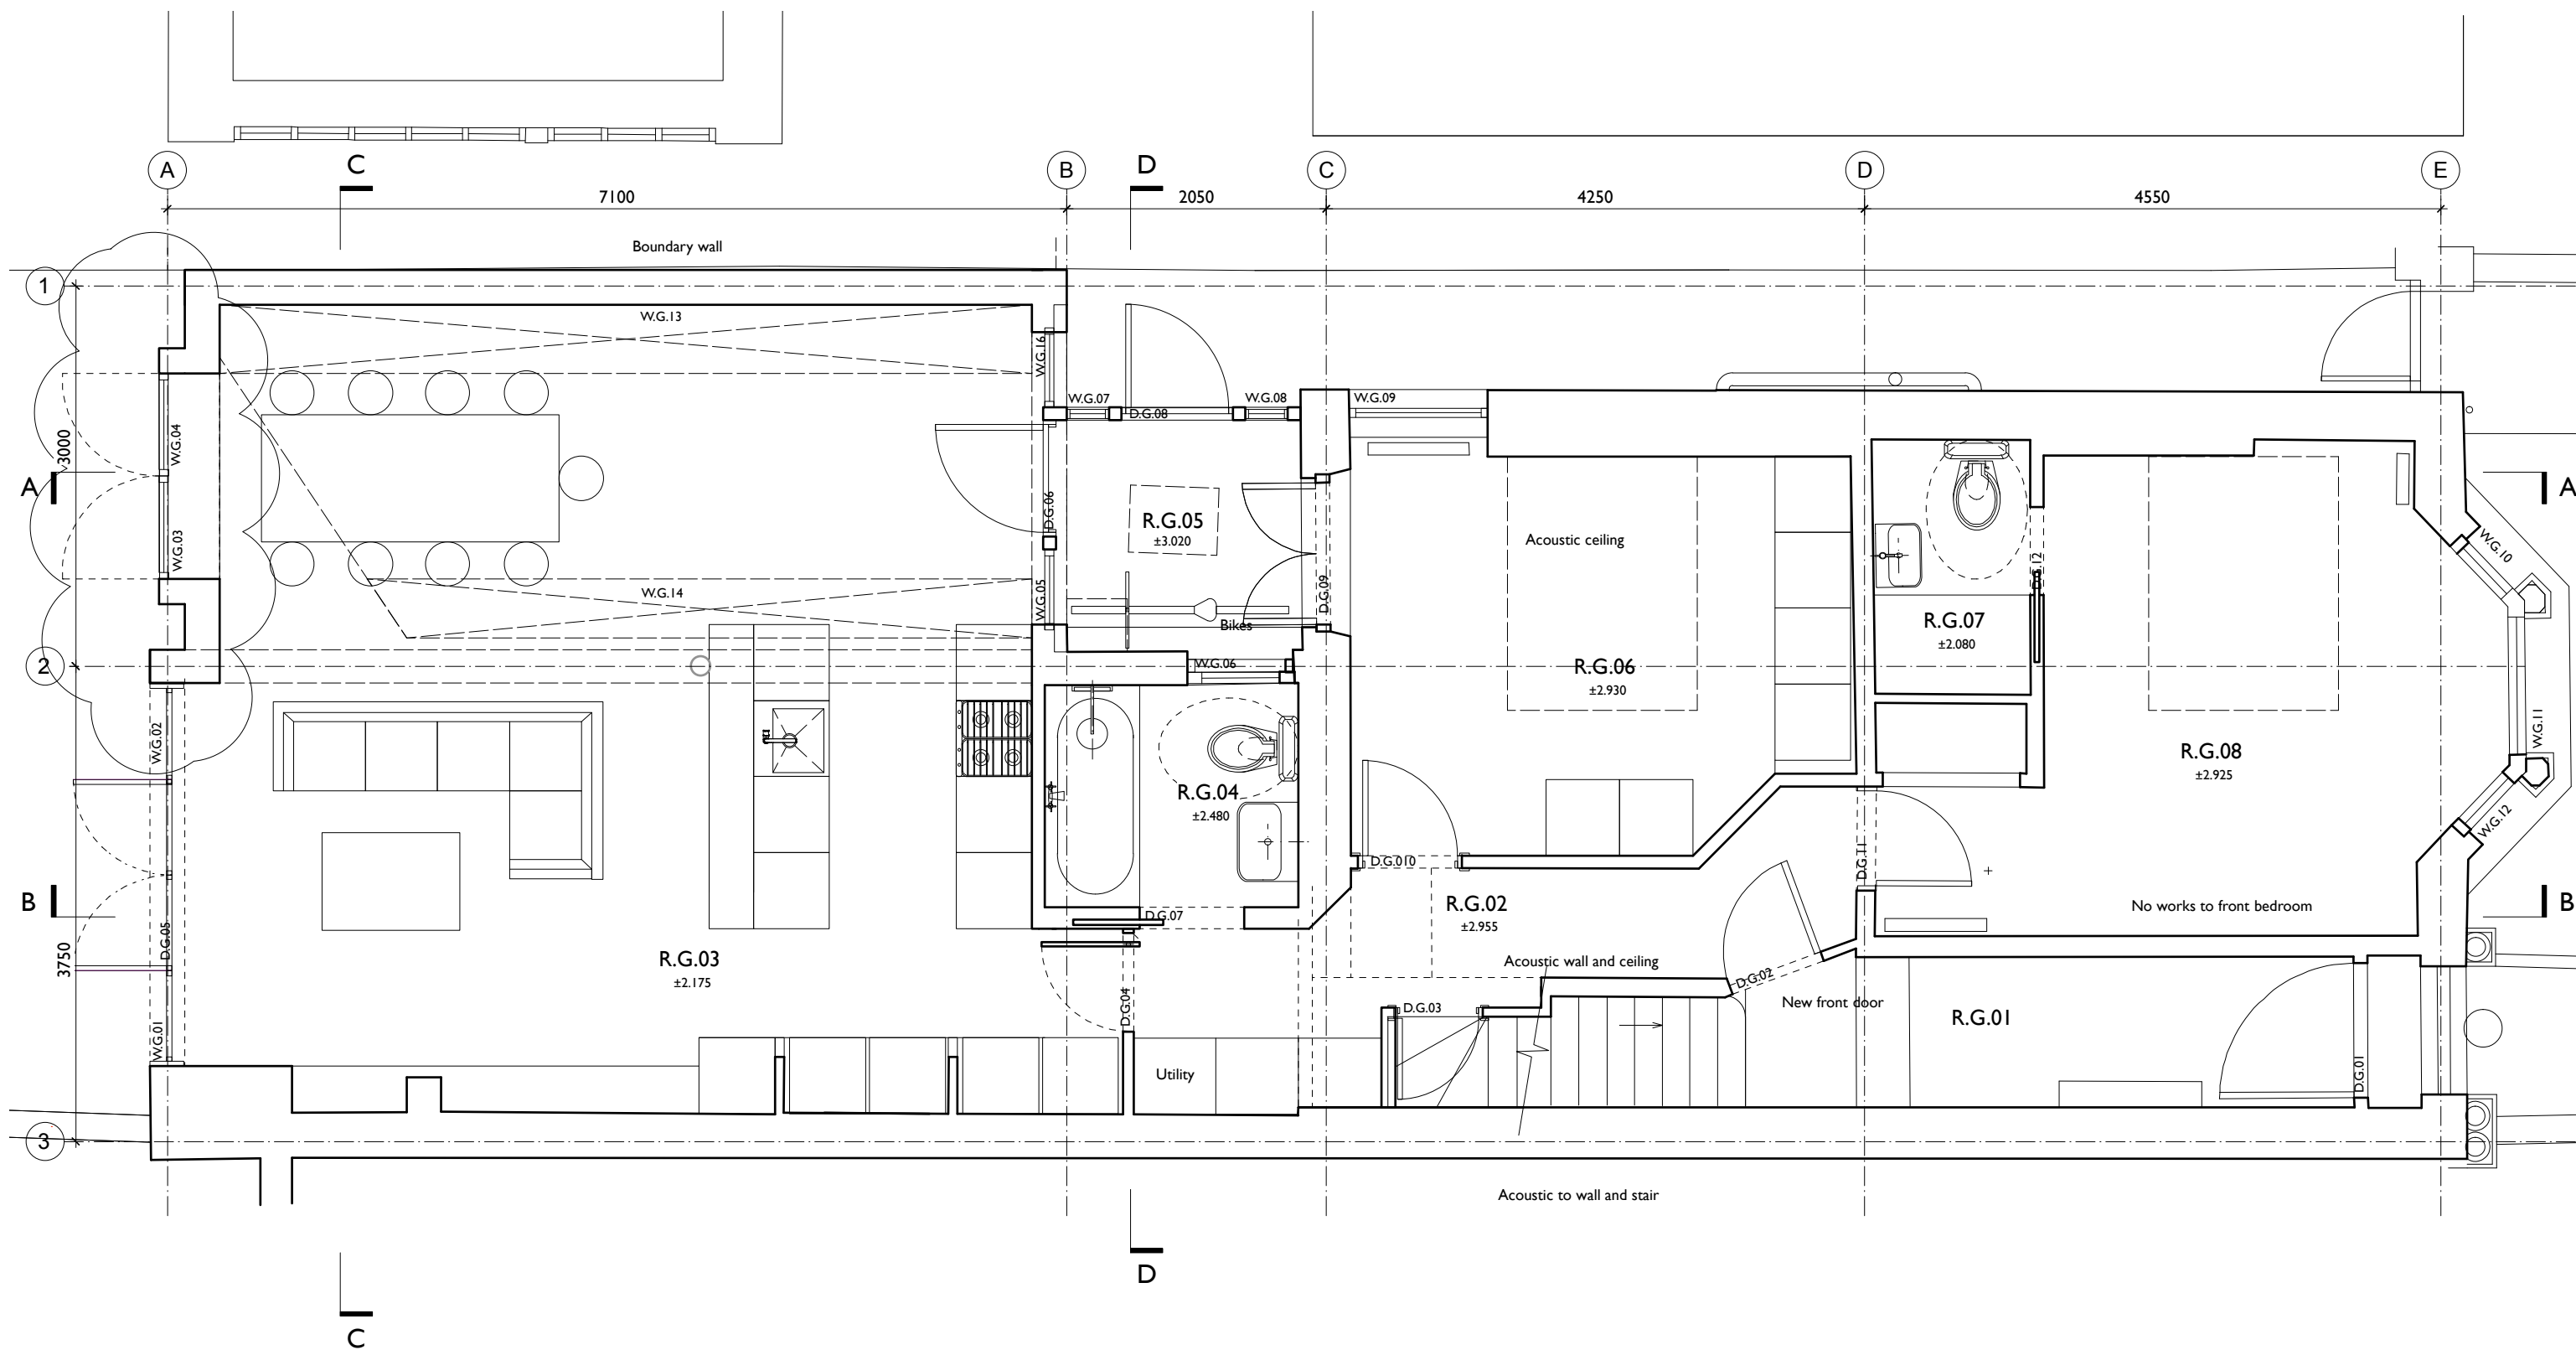 C
D
A
B
C
D
E
7100
2050
4250
4550
Boundary wall
1
W.G.13
W.G.16
W.G.07
D.G.08
W.G.08
W.G.09
3000
W.G.04
A
A
W.G.03
D.G.06
R.G.05
±3.020
Acoustic ceiling
W.G.10
D.G.12
W.G.14
W.G.05
D.G.09
Bikes
R.G.07
±2.080
2
W.G.06
R.G.06
±2.930
W.G.02
W.G.11
R.G.08
±2.925
R.G.04
±2.480
W.G.12
D.G.010
D.G.11
B
B
D.G.07
R.G.02
±2.955
No works to front bedroom
D.G.05
3750
R.G.03
±2.175
Acoustic wall and ceiling
D.G.02
D.G.04
D.G.03
New front door
R.G.01
W.G.01
Utility
D.G.01
3
Acoustic to wall and stair
D
C